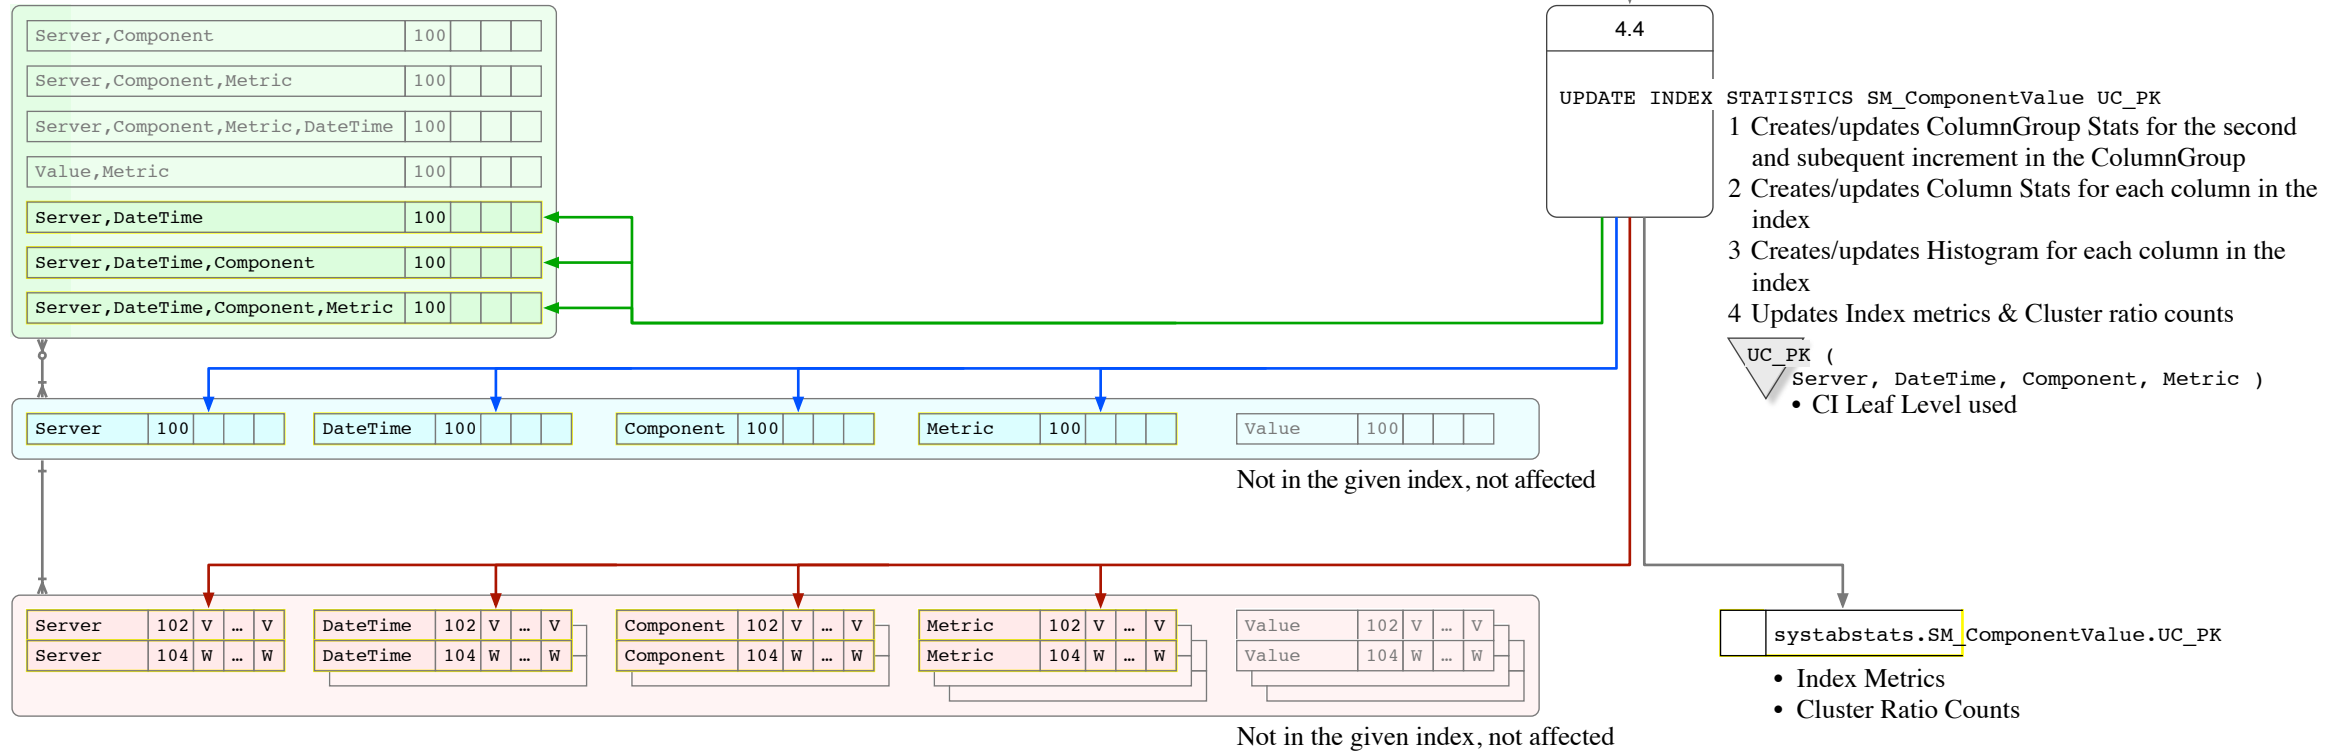 Server,Component 100
Server,Component,Metric 100
Server,Component,Metric,DateTime 100
Value,Metric 100
Server,DateTime 100
Server,DateTime,Component 100
Server,DateTime,Component,Metric 100
4.4
UPDATE INDEX STATISTICS SM_ComponentValue UC_PK
1 Creates/updates ColumnGroup Stats for the second
and subequent increment in the ColumnGroup
2 Creates/updates Column Stats for each column in the
index
3 Creates/updates Histogram for each column in the
index
4 Updates Index metrics & Cluster ratio counts
UC_PK (
Server, DateTime, Component, Metric )
• CI Leaf Level used
Server 100 DateTime 100 Component 100 Metric 100 Value 100
Not in the given index, not affected
Server 102 V … V DateTime 102 V … V Component 102 V … V Metric 102 V … V Value 102 V … V
Server 104 W … W DateTime 104 W … W Component 104 W … W Metric 104 W … W Value 104 W … W
Not in the given index, not affected
systabstats.SM_ComponentValue.UC_PK
• Index Metrics
• Cluster Ratio Counts